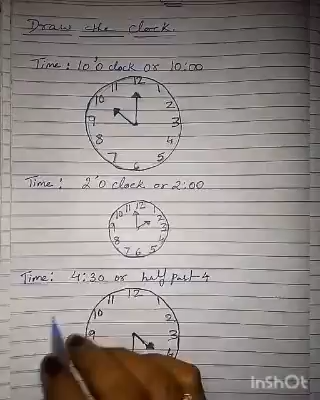 Draw the clock.
Time: 10'0 clock or 10:00
11 12 1
10 2
9 3
8 4
7 6 5
Time: 2'0 clock or 2:00
11 12 1
10 2
9 3
8 4
7 6 5
Time: 4:30 or half past 4
11 12 1
10 2
9 3
4
InShOt